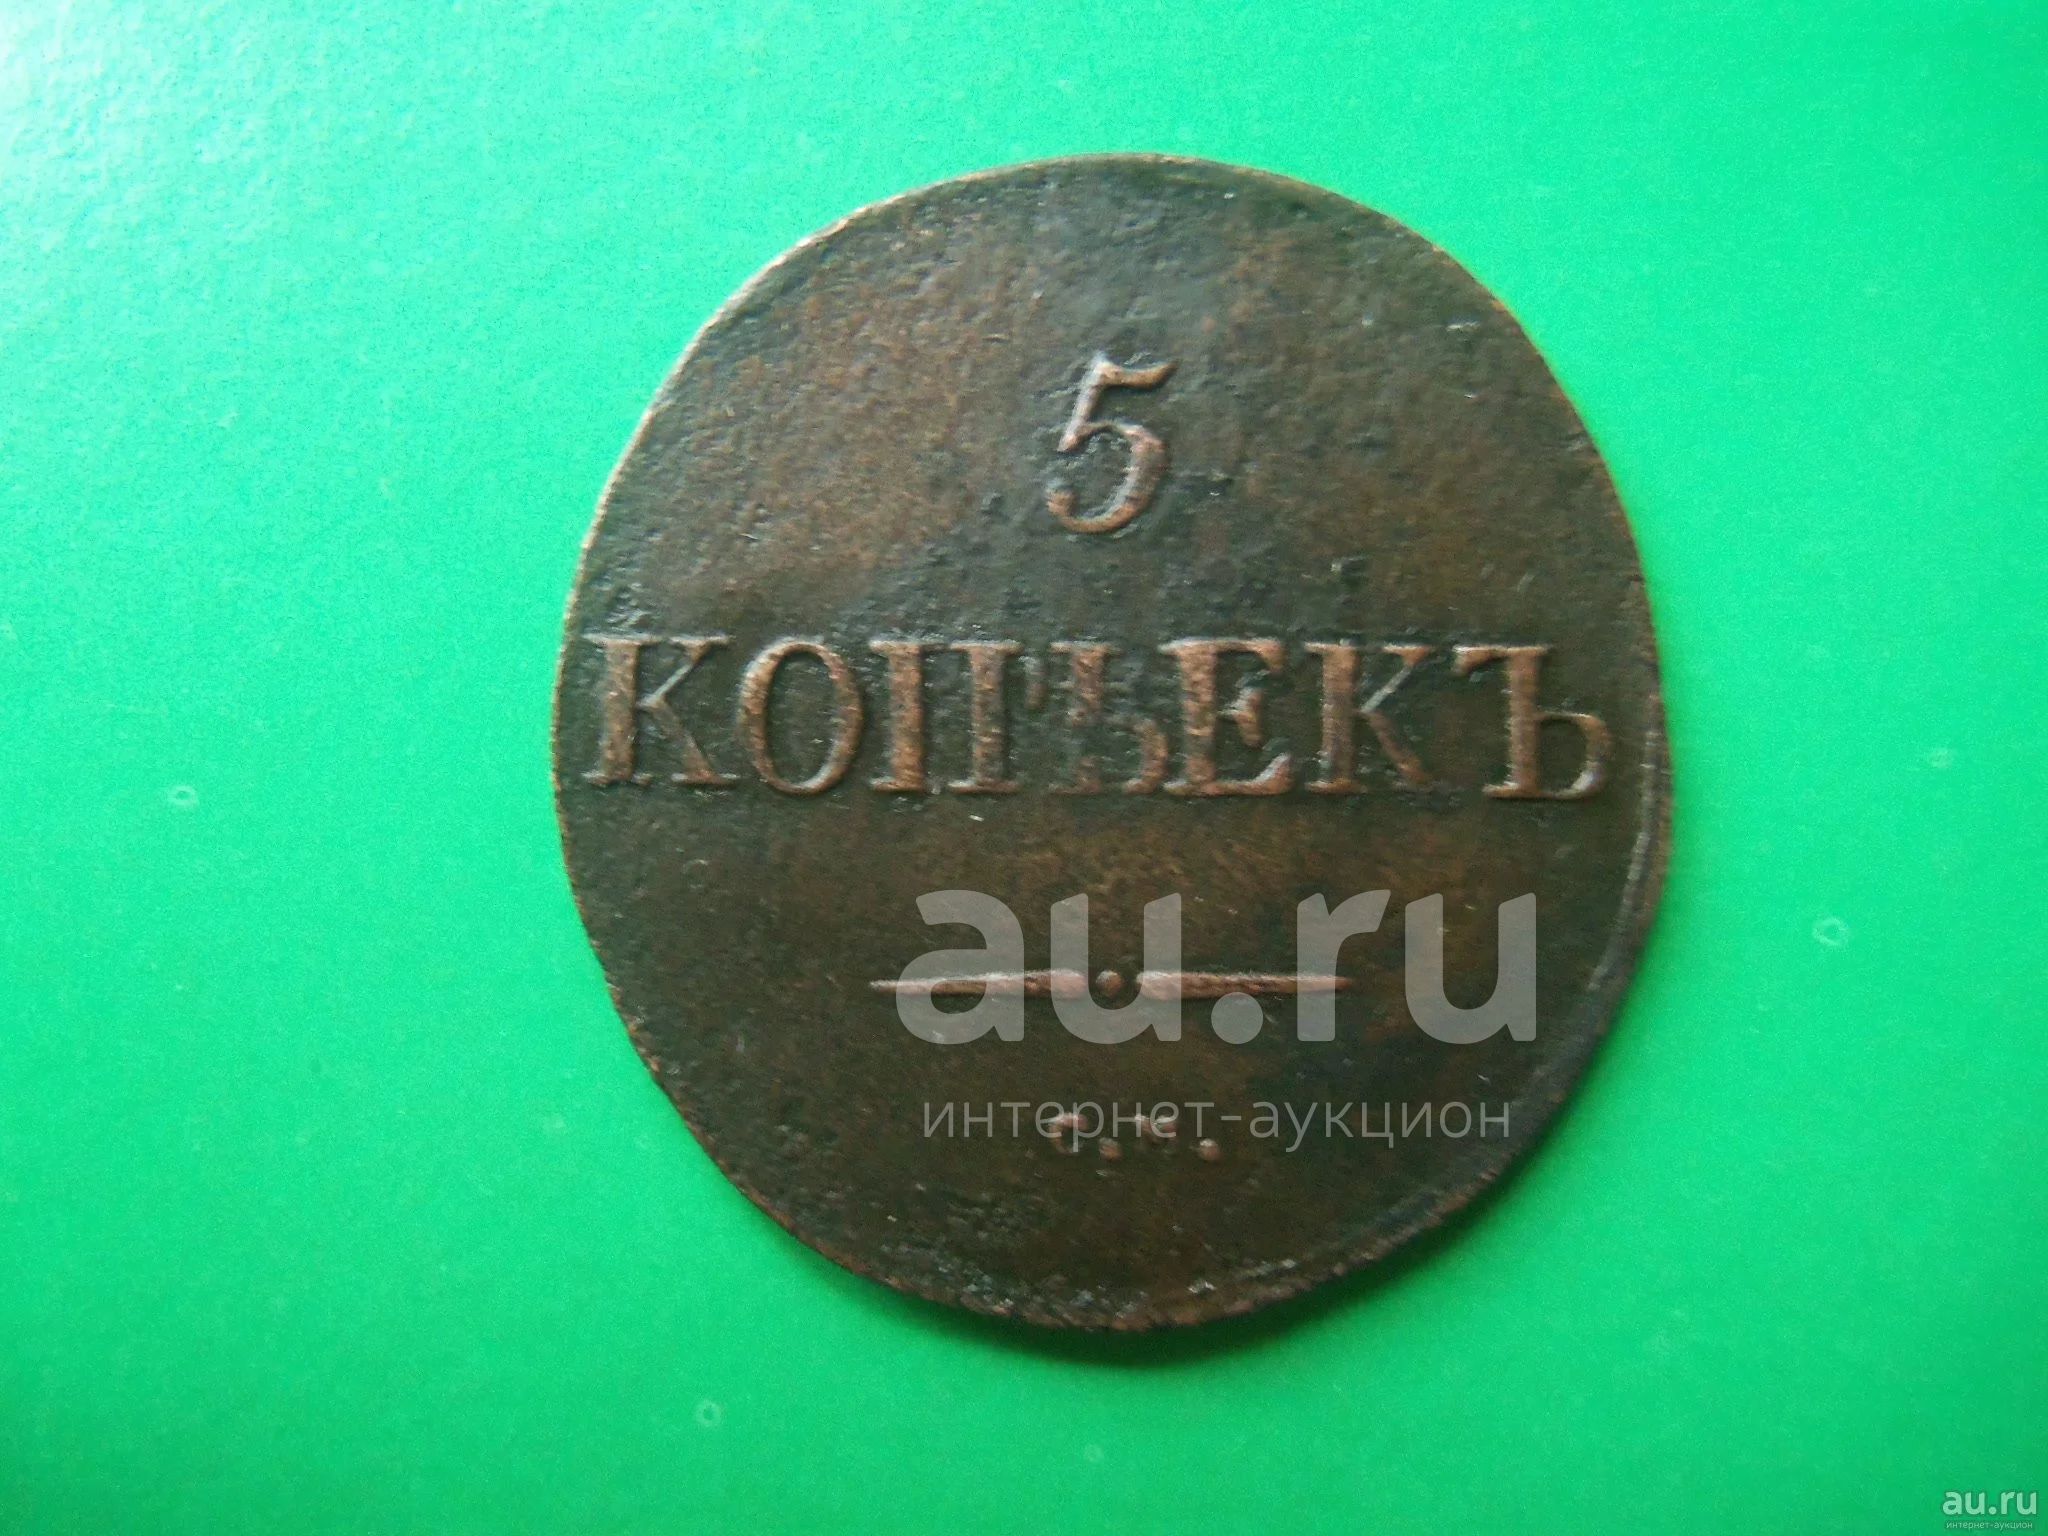 5
КОПѢЕКЪ
au.ru
интернет-аукцион
с.м.
au.ru
интернет-аукцион